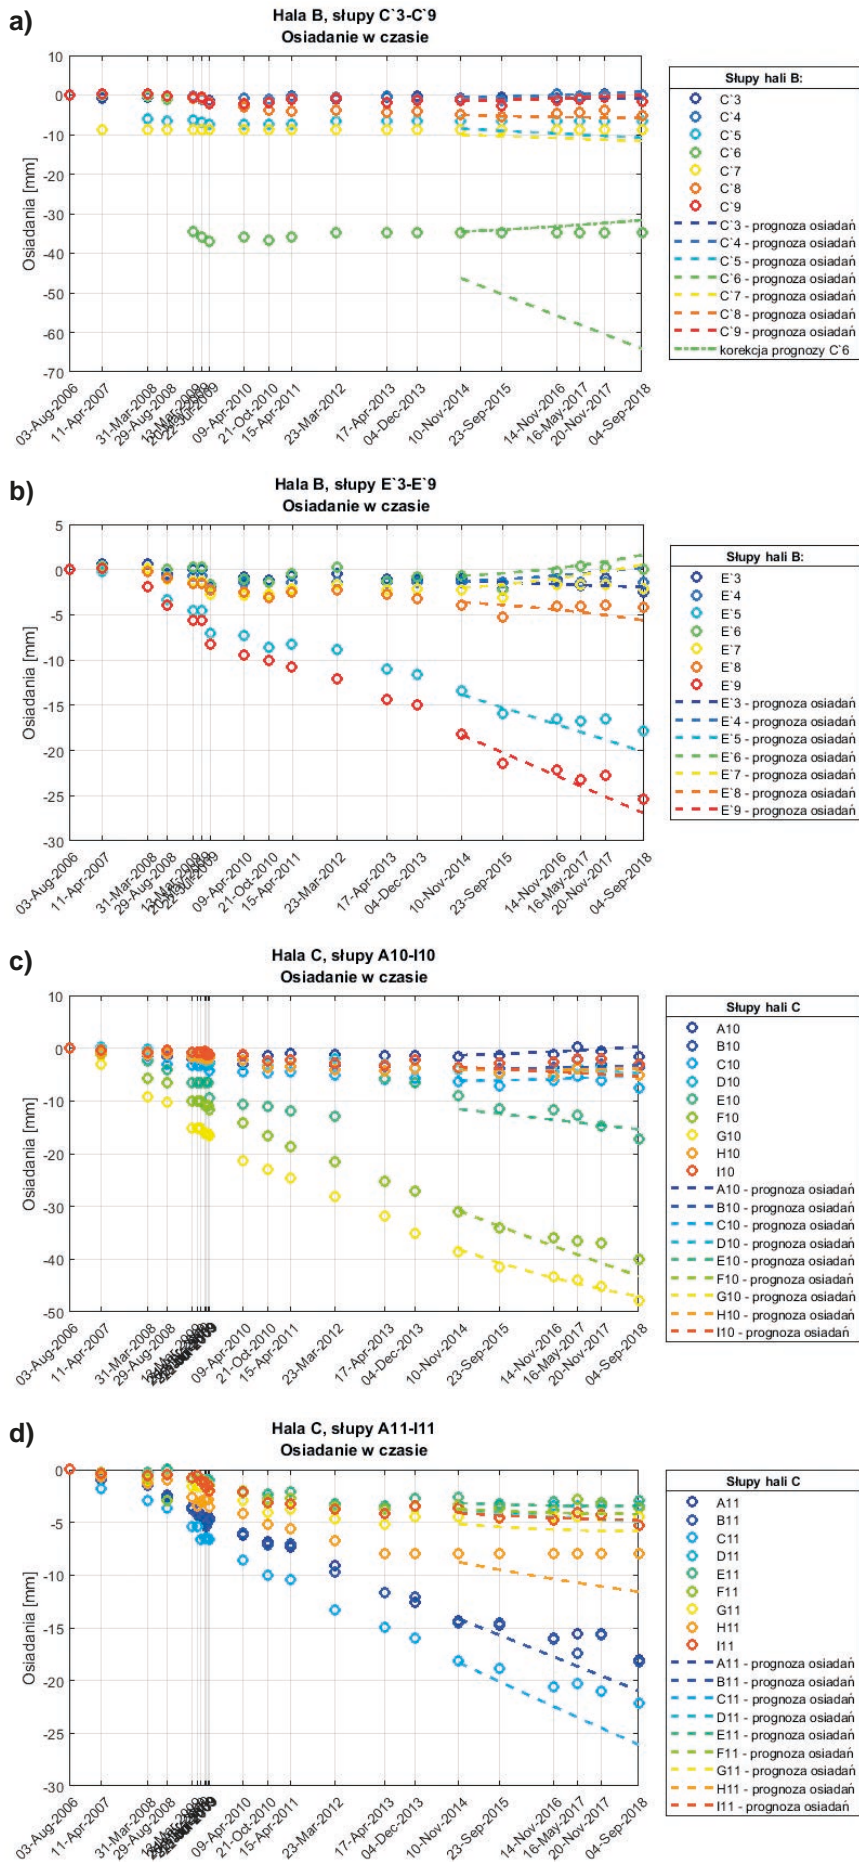 a)
Hala B, słupy C`3-C`9
Osiadanie w czasie
Osiadania [mm]
10
0
-10
-20
-30
-40
-50
-60
-70
03-Aug-2006
11-Apr-2007
31-Mar-2008
29-Aug-2008
13-Mar-2009
22-Jul-2009
09-Apr-2010
21-Oct-2010
15-Apr-2011
23-Mar-2012
17-Apr-2013
04-Dec-2013
10-Nov-2014
23-Sep-2015
14-Nov-2016
16-May-2017
20-Nov-2017
04-Sep-2018
Słupy hali B:
C`3
C`4
C`5
C`6
C`7
C`8
C`9
C`3 - prognoza osiadań
C`4 - prognoza osiadań
C`5 - prognoza osiadań
C`6 - prognoza osiadań
C`7 - prognoza osiadań
C`8 - prognoza osiadań
C`9 - prognoza osiadań
korekcja prognozy C`6
b)
Hala B, słupy E`3-E`9
Osiadanie w czasie
Osiadania [mm]
5
0
-5
-10
-15
-20
-25
-30
03-Aug-2006
11-Apr-2007
31-Mar-2008
29-Aug-2008
13-Mar-2009
22-Jul-2009
09-Apr-2010
21-Oct-2010
15-Apr-2011
23-Mar-2012
17-Apr-2013
04-Dec-2013
10-Nov-2014
23-Sep-2015
14-Nov-2016
16-May-2017
20-Nov-2017
04-Sep-2018
Słupy hali B:
E`3
E`4
E`5
E`6
E`7
E`8
E`9
E`3 - prognoza osiadań
E`4 - prognoza osiadań
E`5 - prognoza osiadań
E`6 - prognoza osiadań
E`7 - prognoza osiadań
E`8 - prognoza osiadań
E`9 - prognoza osiadań
c)
Hala C, słupy A10-I10
Osiadanie w czasie
Osiadania [mm]
10
0
-10
-20
-30
-40
-50
03-Aug-2006
11-Apr-2007
31-Mar-2008
29-Aug-2008
09-Apr-2010
21-Oct-2010
15-Apr-2011
23-Mar-2012
17-Apr-2013
04-Dec-2013
10-Nov-2014
23-Sep-2015
14-Nov-2016
16-May-2017
20-Nov-2017
04-Sep-2018
Słupy hali C
A10
B10
C10
D10
E10
F10
G10
H10
I10
A10 - prognoza osiadań
B10 - prognoza osiadań
C10 - prognoza osiadań
D10 - prognoza osiadań
E10 - prognoza osiadań
F10 - prognoza osiadań
G10 - prognoza osiadań
H10 - prognoza osiadań
I10 - prognoza osiadań
d)
Hala C, słupy A11-I11
Osiadanie w czasie
Osiadania [mm]
0
-5
-10
-15
-20
-25
-30
03-Aug-2006
11-Apr-2007
31-Mar-2008
29-Aug-2008
09-Apr-2010
21-Oct-2010
15-Apr-2011
23-Mar-2012
17-Apr-2013
04-Dec-2013
10-Nov-2014
23-Sep-2015
14-Nov-2016
16-May-2017
20-Nov-2017
04-Sep-2018
Słupy hali C
A11
B11
C11
D11
E11
F11
G11
H11
I11
A11 - prognoza osiadań
B11 - prognoza osiadań
C11 - prognoza osiadań
D11 - prognoza osiadań
E11 - prognoza osiadań
F11 - prognoza osiadań
G11 - prognoza osiadań
H11 - prognoza osiadań
I11 - prognoza osiadań